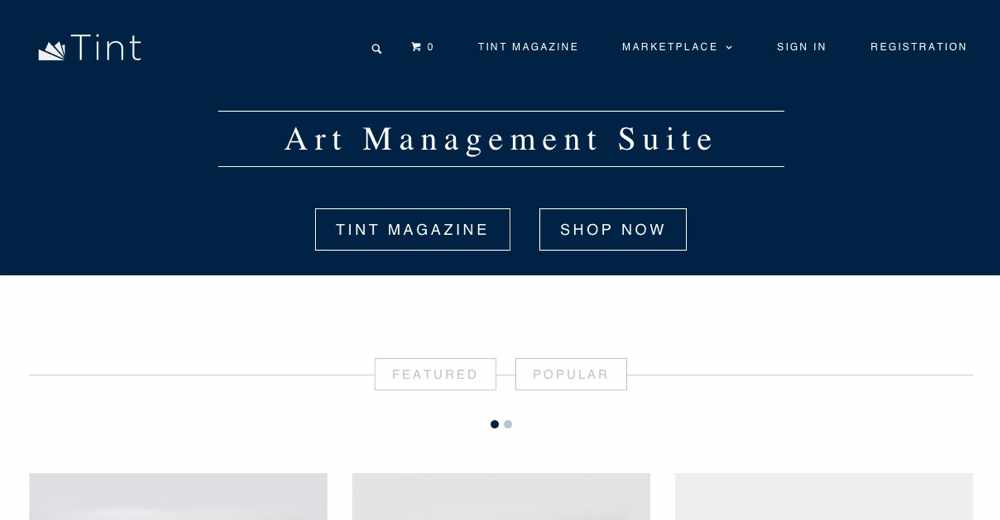 Tint
0
TINT MAGAZINE
MARKETPLACE
SIGN IN
REGISTRATION
Art Management Suite
TINT MAGAZINE
SHOP NOW
FEATURED
POPULAR